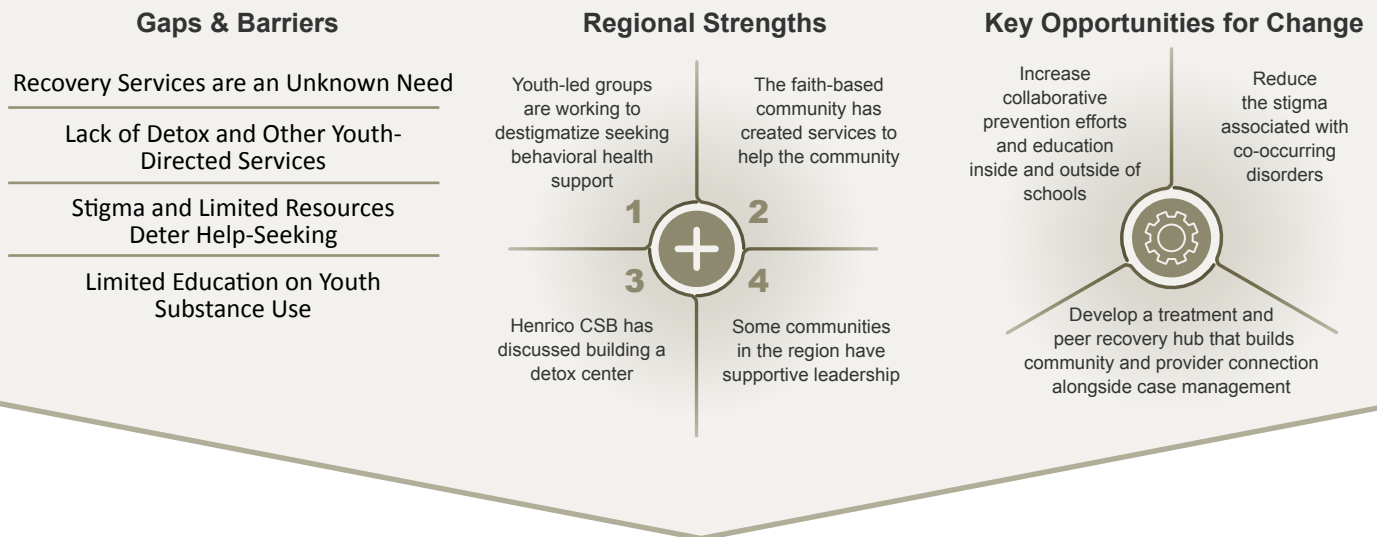 Gaps & Barriers
Recovery Services are an Unknown Need
Lack of Detox and Other Youth-
Directed Services
Stigma and Limited Resources
Deter Help-Seeking
Limited Education on Youth
Substance Use
Regional Strengths
Youth-led groups
are working to
destigmatize seeking
behavioral health
support
1
The faith-based
community has
created services to
help the community
2
3
Henrico CSB has
discussed building a
detox center
4
Some communities
in the region have
supportive leadership
Key Opportunities for Change
Increase
collaborative
prevention efforts
and education
inside and outside of
schools
Reduce
the stigma
associated with
co-occurring
disorders
Develop a treatment and
peer recovery hub that builds
community and provider connection
alongside case management